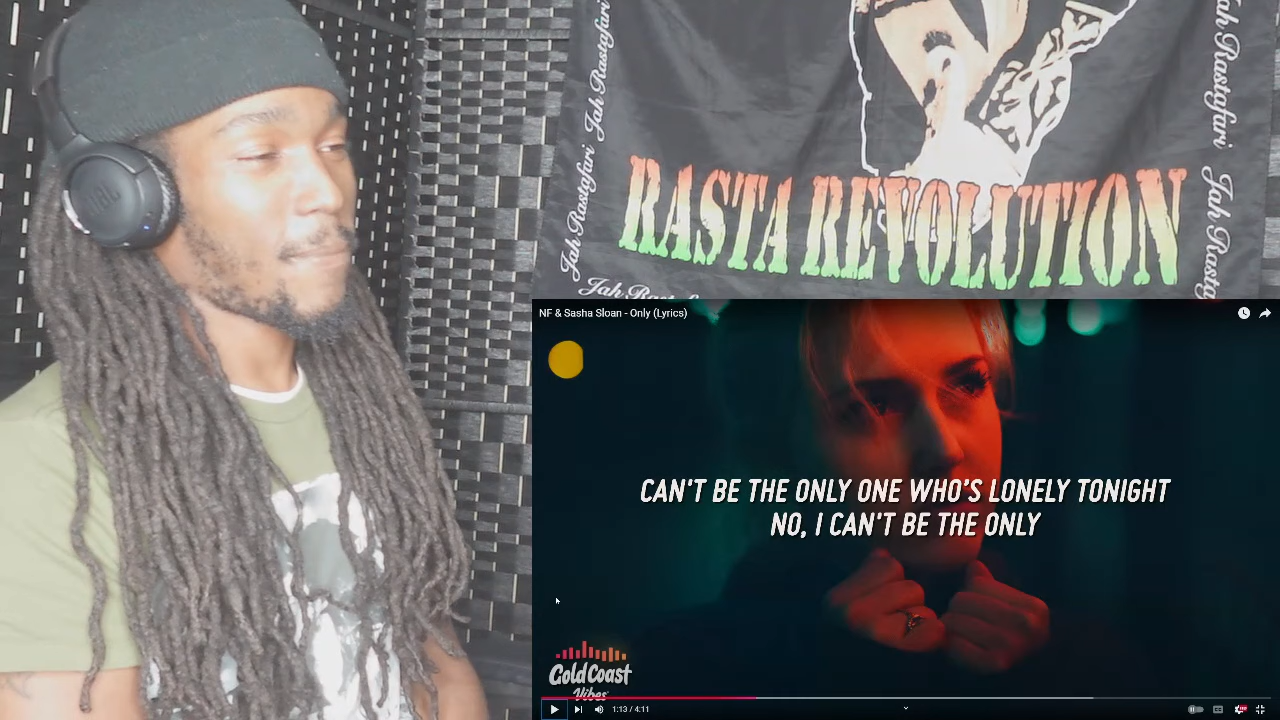 Jah Rastafari
Jah Rastafari
Jah Rastafari
RASTA REVOLUTION
JBL
NF & Sasha Sloan - Only (Lyrics)
CAN'T BE THE ONLY ONE WHO'S LONELY TONIGHT
NO, I CAN'T BE THE ONLY
GoldCoast
Vibes
1:13 / 4:11